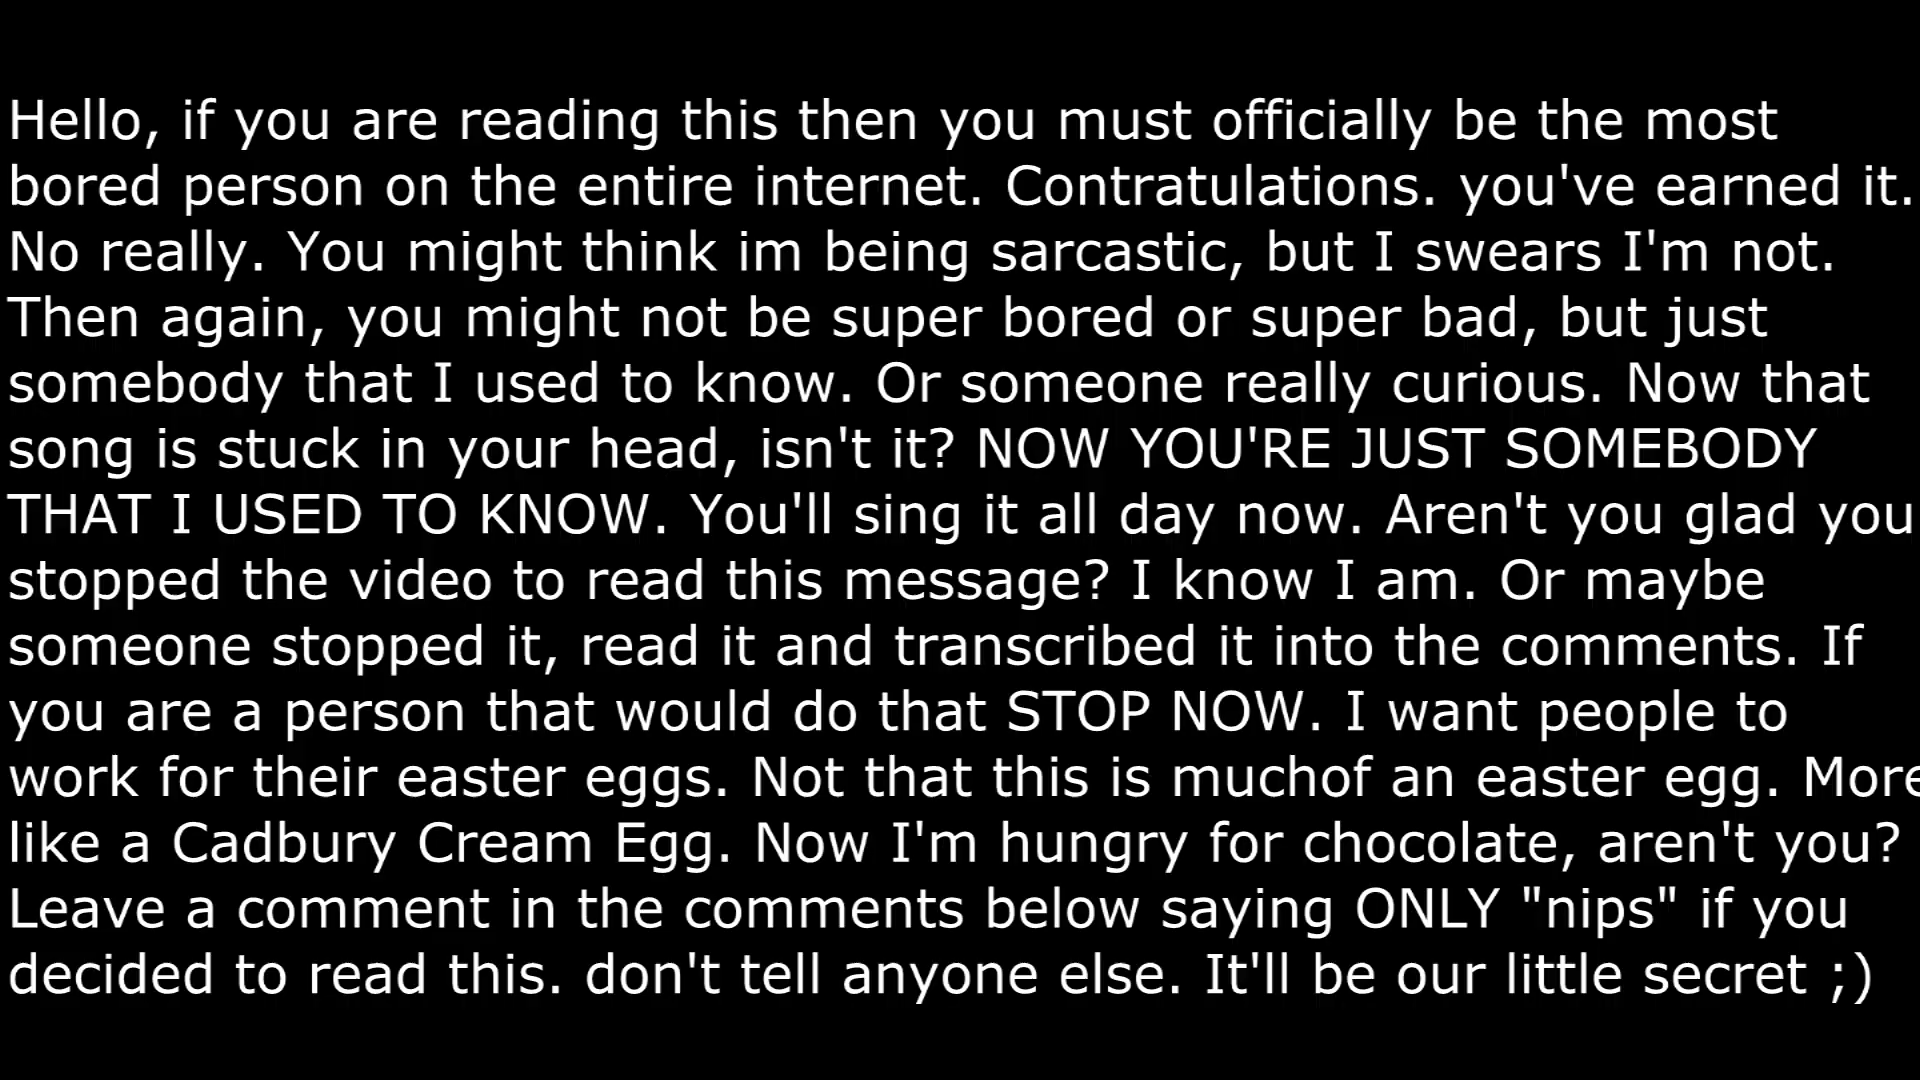 Hello, if you are reading this then you must officially be the most
bored person on the entire internet. Contratulations. you've earned it.
No really. You might think im being sarcastic, but I swears I'm not.
Then again, you might not be super bored or super bad, but just
somebody that I used to know. Or someone really curious. Now that
song is stuck in your head, isn't it? NOW YOU'RE JUST SOMEBODY
THAT I USED TO KNOW. You'll sing it all day now. Aren't you glad you
stopped the video to read this message? I know I am. Or maybe
someone stopped it, read it and transcribed it into the comments. If
you are a person that would do that STOP NOW. I want people to
work for their easter eggs. Not that this is muchof an easter egg. More
like a Cadbury Cream Egg. Now I'm hungry for chocolate, aren't you?
Leave a comment in the comments below saying ONLY "nips" if you
decided to read this. don't tell anyone else. It'll be our little secret ;)